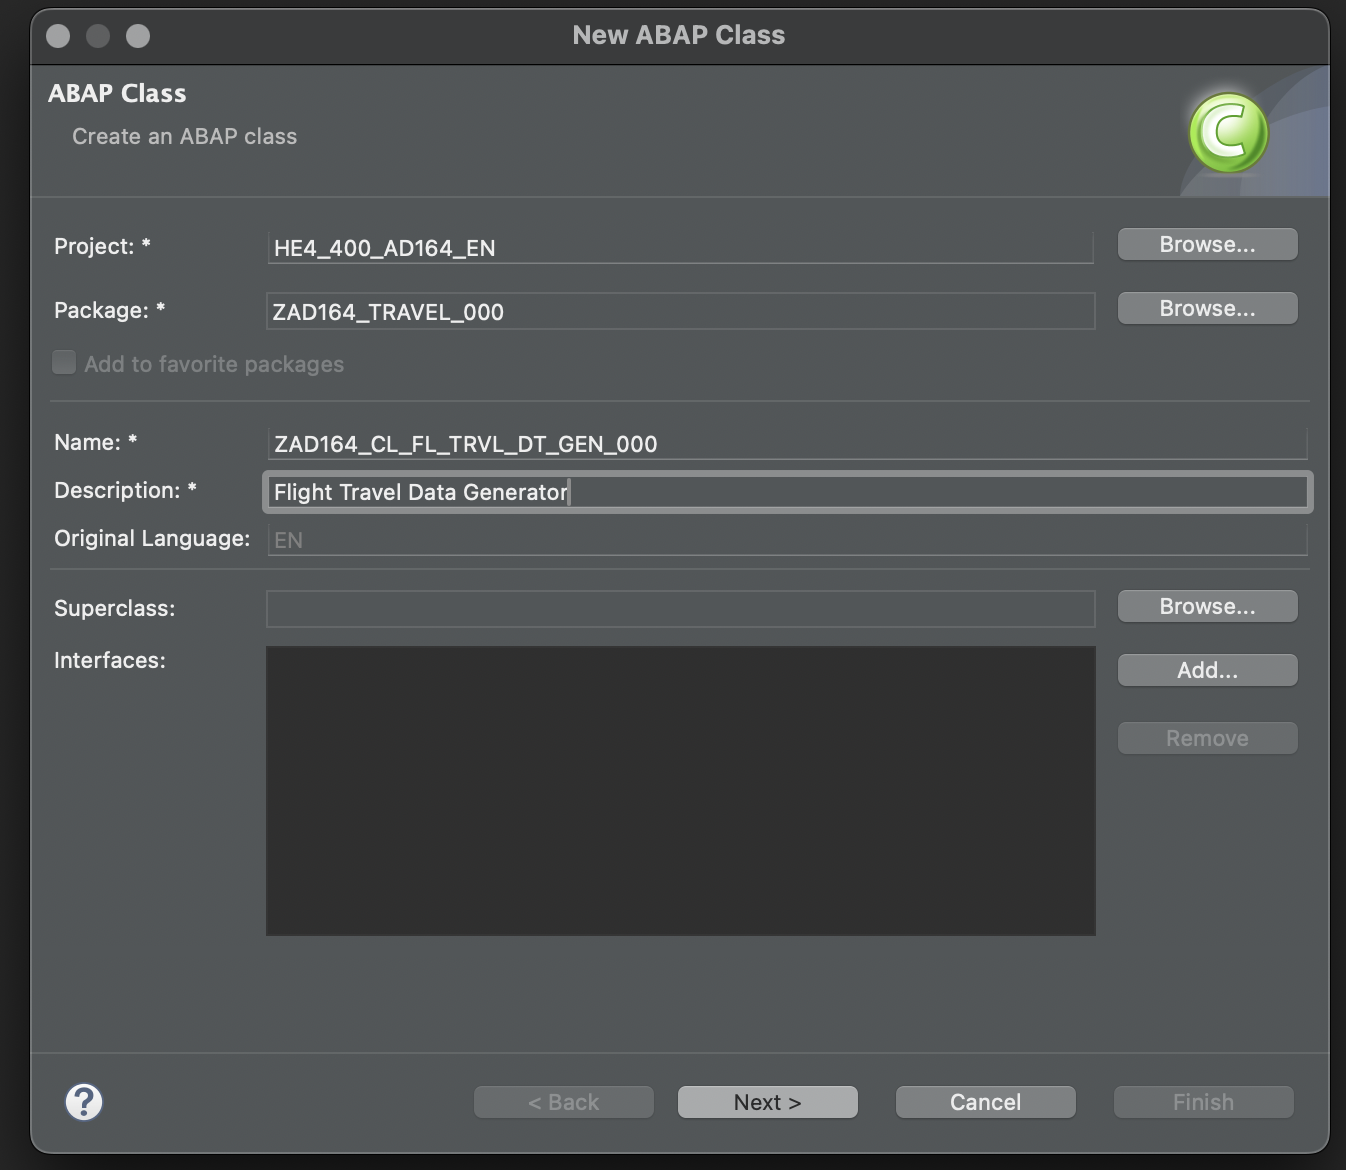 New ABAP Class
ABAP Class
Create an ABAP class
Project: * HE4_400_AD164_EN Browse...
Package: * ZAD164_TRAVEL_000 Browse...
Add to favorite packages
Name: * ZAD164_CL_FL_TRVL_DT_GEN_000
Description: * Flight Travel Data Generator
Original Language: EN
Superclass: Browse...
Interfaces: Add...
Remove
? < Back Next > Cancel Finish